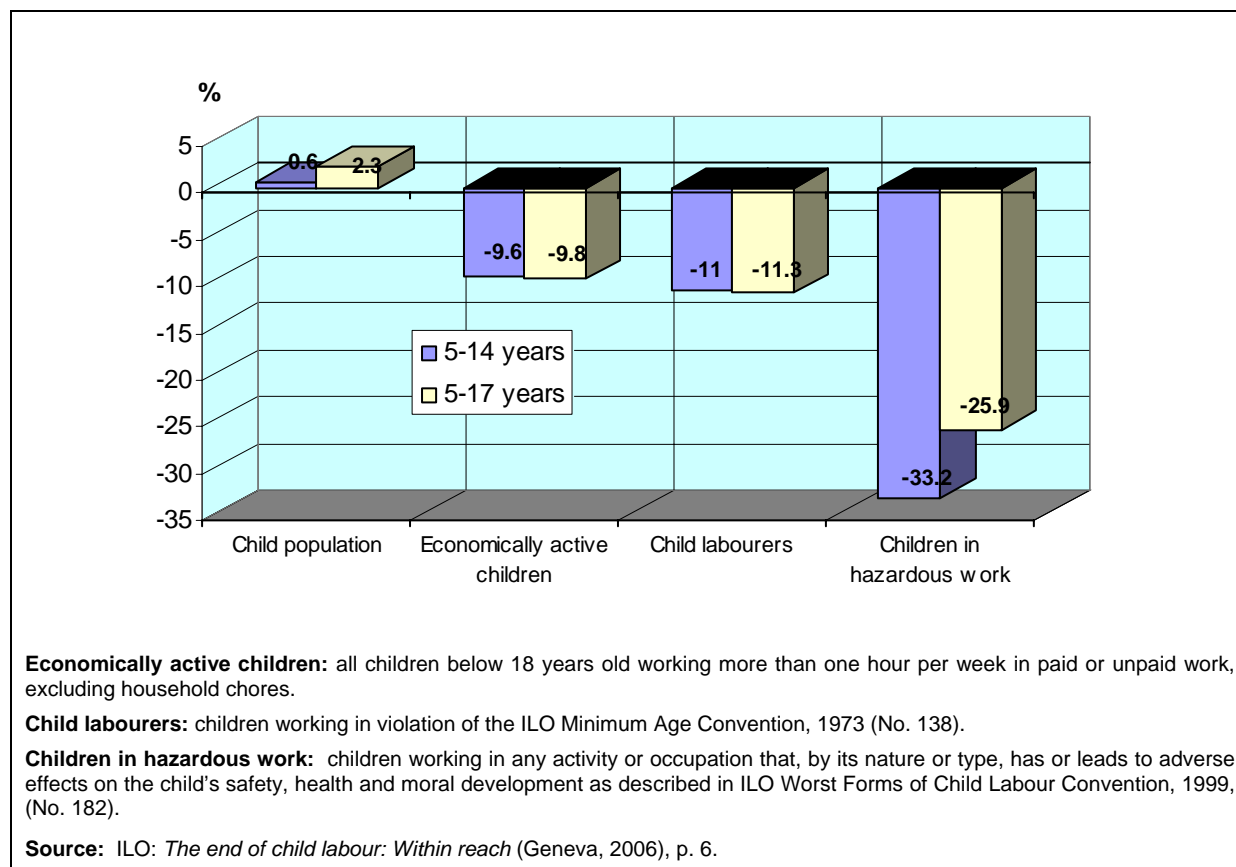 %
5
0
-5
-10
-15
-20
-25
-30
-35
0.6
2.3
-9.6
-9.8
-11
-11.3
-33.2
-25.9
5-14 years
5-17 years
Child population
Economically active
children
Child labourers
Children in
hazardous work
Economically active children: all children below 18 years old working more than one hour per week in paid or unpaid work,
excluding household chores.
Child labourers: children working in violation of the ILO Minimum Age Convention, 1973 (No. 138).
Children in hazardous work: children working in any activity or occupation that, by its nature or type, has or leads to adverse
effects on the child's safety, health and moral development as described in ILO Worst Forms of Child Labour Convention, 1999,
(No. 182).
Source: ILO: The end of child labour: Within reach (Geneva, 2006), p. 6.